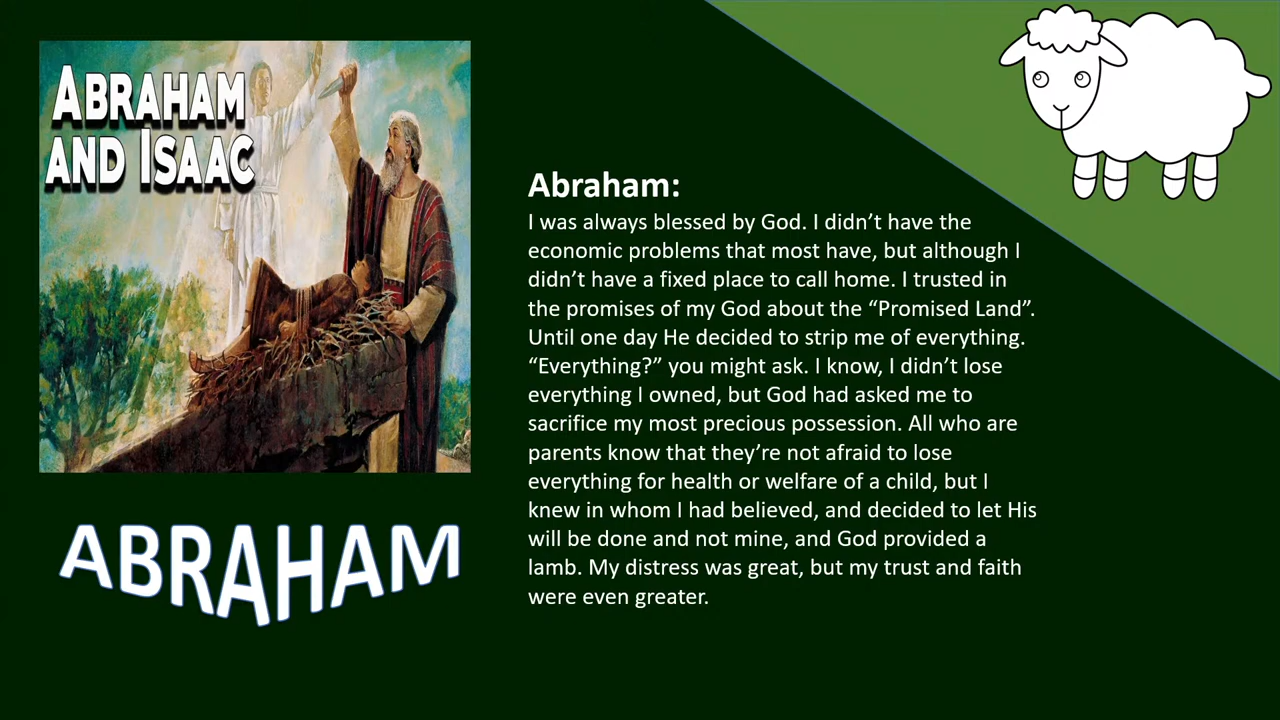 ABRAHAM
AND ISAAC
ABRAHAM
Abraham:
I was always blessed by God. I didn’t have the
economic problems that most have, but although I
didn’t have a fixed place to call home. I trusted in
the promises of my God about the “Promised Land”.
Until one day He decided to strip me of everything.
“Everything?” you might ask. I know, I didn’t lose
everything I owned, but God had asked me to
sacrifice my most precious possession. All who are
parents know that they’re not afraid to lose
everything for health or welfare of a child, but I
knew in whom I had believed, and decided to let His
will be done and not mine, and God provided a
lamb. My distress was great, but my trust and faith
were even greater.